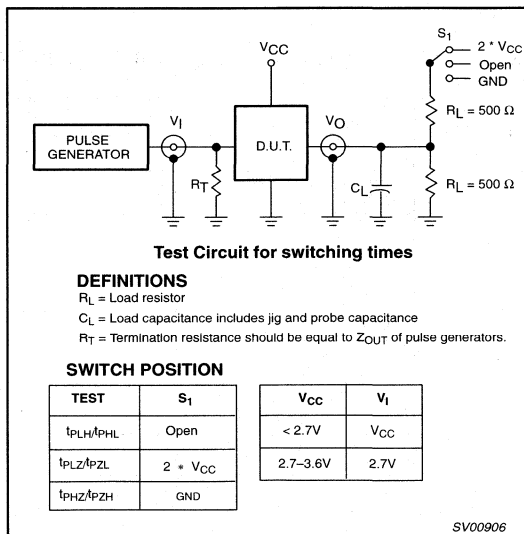 S1
2 * VCC
Open
GND
VCC
RL = 500 Ω
VI
VO
PULSE
GENERATOR
D.U.T.
RT
CL
RL = 500 Ω
Test Circuit for switching times
DEFINITIONS
RL = Load resistor
CL = Load capacitance includes jig and probe capacitance
RT = Termination resistance should be equal to ZOUT of pulse generators.
SWITCH POSITION
TEST S1
tPLH/tPHL Open
tPLZ/tPZL 2 * VCC
tPHZ/tPZH GND
VCC VI
< 2.7V VCC
2.7–3.6V 2.7V
SV00906